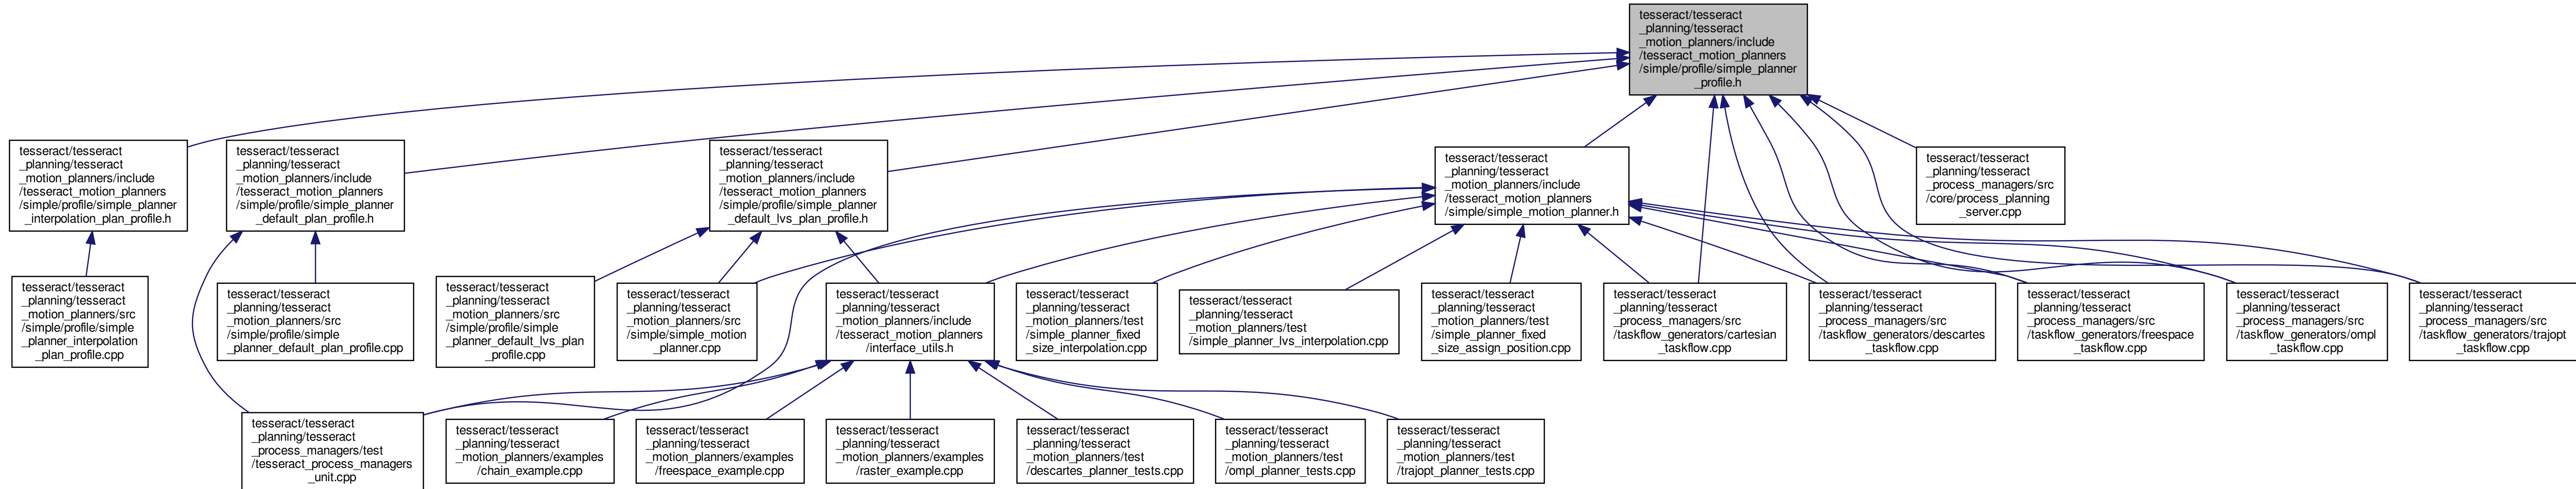 tesseract/tesseract
_planning/tesseract
_motion_planners/include
/tesseract_motion_planners
/simple/profile/simple_planner
_profile.h
tesseract/tesseract
_planning/tesseract
_motion_planners/include
/tesseract_motion_planners
/simple/profile/simple_planner
_interpolation_plan_profile.h
tesseract/tesseract
_planning/tesseract
_motion_planners/include
/tesseract_motion_planners
/simple/profile/simple_planner
_default_plan_profile.h
tesseract/tesseract
_planning/tesseract
_motion_planners/include
/tesseract_motion_planners
/simple/profile/simple_planner
_default_lvs_plan_profile.h
tesseract/tesseract
_planning/tesseract
_motion_planners/include
/tesseract_motion_planners
/simple/simple_motion_planner.h
tesseract/tesseract
_planning/tesseract
_process_managers/src
/core/process_planning
_server.cpp
tesseract/tesseract
_planning/tesseract
_motion_planners/src
/simple/profile/simple
_planner_interpolation
_plan_profile.cpp
tesseract/tesseract
_planning/tesseract
_motion_planners/src
/simple/profile/simple
_planner_default_plan_profile.cpp
tesseract/tesseract
_planning/tesseract
_motion_planners/src
/simple/profile/simple
_planner_default_lvs_plan
_profile.cpp
tesseract/tesseract
_planning/tesseract
_motion_planners/src
/simple/simple_motion
_planner.cpp
tesseract/tesseract
_planning/tesseract
_motion_planners/include
/tesseract_motion_planners
/interface_utils.h
tesseract/tesseract
_planning/tesseract
_motion_planners/test
/simple_planner_fixed
_size_interpolation.cpp
tesseract/tesseract
_planning/tesseract
_motion_planners/test
/simple_planner_lvs_interpolation.cpp
tesseract/tesseract
_planning/tesseract
_motion_planners/test
/simple_planner_fixed
_size_assign_position.cpp
tesseract/tesseract
_planning/tesseract
_process_managers/src
/taskflow_generators/cartesian
_taskflow.cpp
tesseract/tesseract
_planning/tesseract
_process_managers/src
/taskflow_generators/descartes
_taskflow.cpp
tesseract/tesseract
_planning/tesseract
_process_managers/src
/taskflow_generators/freespace
_taskflow.cpp
tesseract/tesseract
_planning/tesseract
_process_managers/src
/taskflow_generators/ompl
_taskflow.cpp
tesseract/tesseract
_planning/tesseract
_process_managers/src
/taskflow_generators/trajopt
_taskflow.cpp
tesseract/tesseract
_planning/tesseract
_process_managers/test
/tesseract_process_managers
_unit.cpp
tesseract/tesseract
_planning/tesseract
_motion_planners/examples
/chain_example.cpp
tesseract/tesseract
_planning/tesseract
_motion_planners/examples
/freespace_example.cpp
tesseract/tesseract
_planning/tesseract
_motion_planners/examples
/raster_example.cpp
tesseract/tesseract
_planning/tesseract
_motion_planners/test
/descartes_planner_tests.cpp
tesseract/tesseract
_planning/tesseract
_motion_planners/test
/ompl_planner_tests.cpp
tesseract/tesseract
_planning/tesseract
_motion_planners/test
/trajopt_planner_tests.cpp